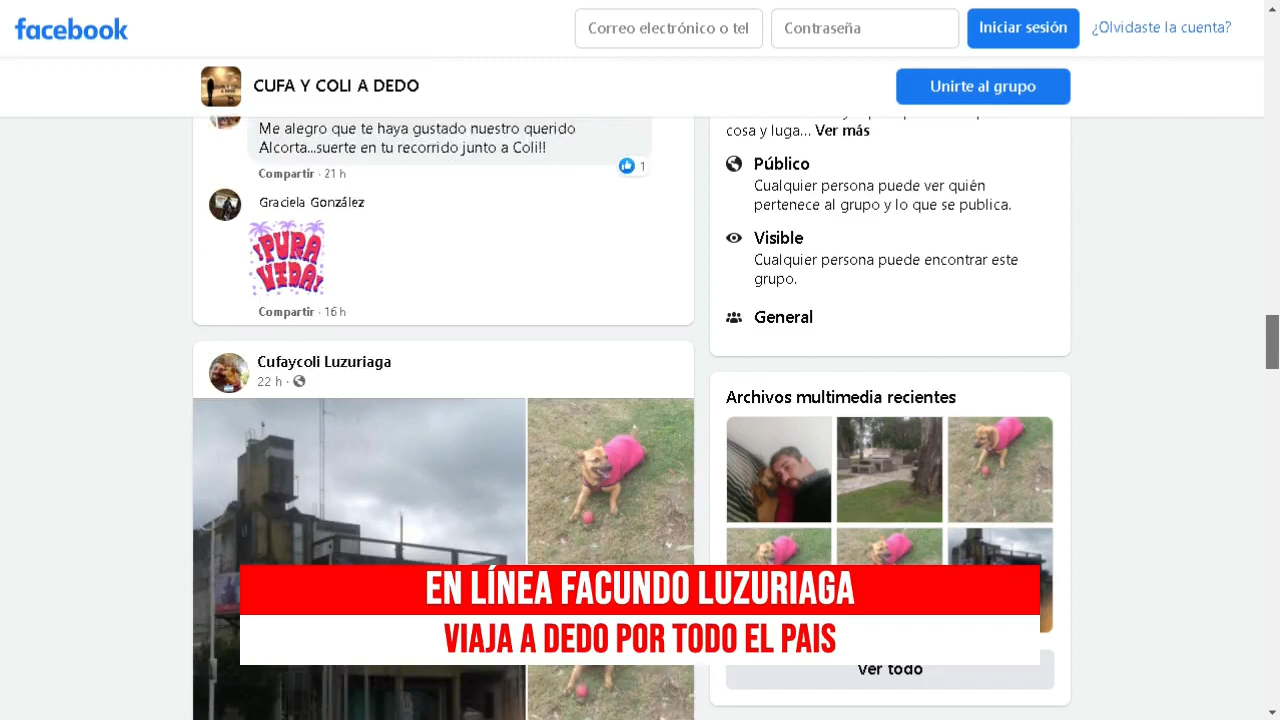 facebook
Correo electrónico o tel
Contraseña
Iniciar sesión
¿Olvidaste la cuenta?
CUFA Y COLI A DEDO
Unirte al grupo
Me alegro que te haya gustado nuestro querido
Alcorta...suerte en tu recorrido junto a Coli!!
1
Compartir · 21 h
Graciela González
¡PURA
VIDA!
Compartir · 16 h
Cufaycoli Luzuriaga
22 h ·
cosa y luga... Ver más
Público
Cualquier persona puede ver quién
pertenece al grupo y lo que se publica.
Visible
Cualquier persona puede encontrar este
grupo.
General
Archivos multimedia recientes
Ver todo
EN LÍNEA FACUNDO LUZURIAGA
VIAJA A DEDO POR TODO EL PAIS